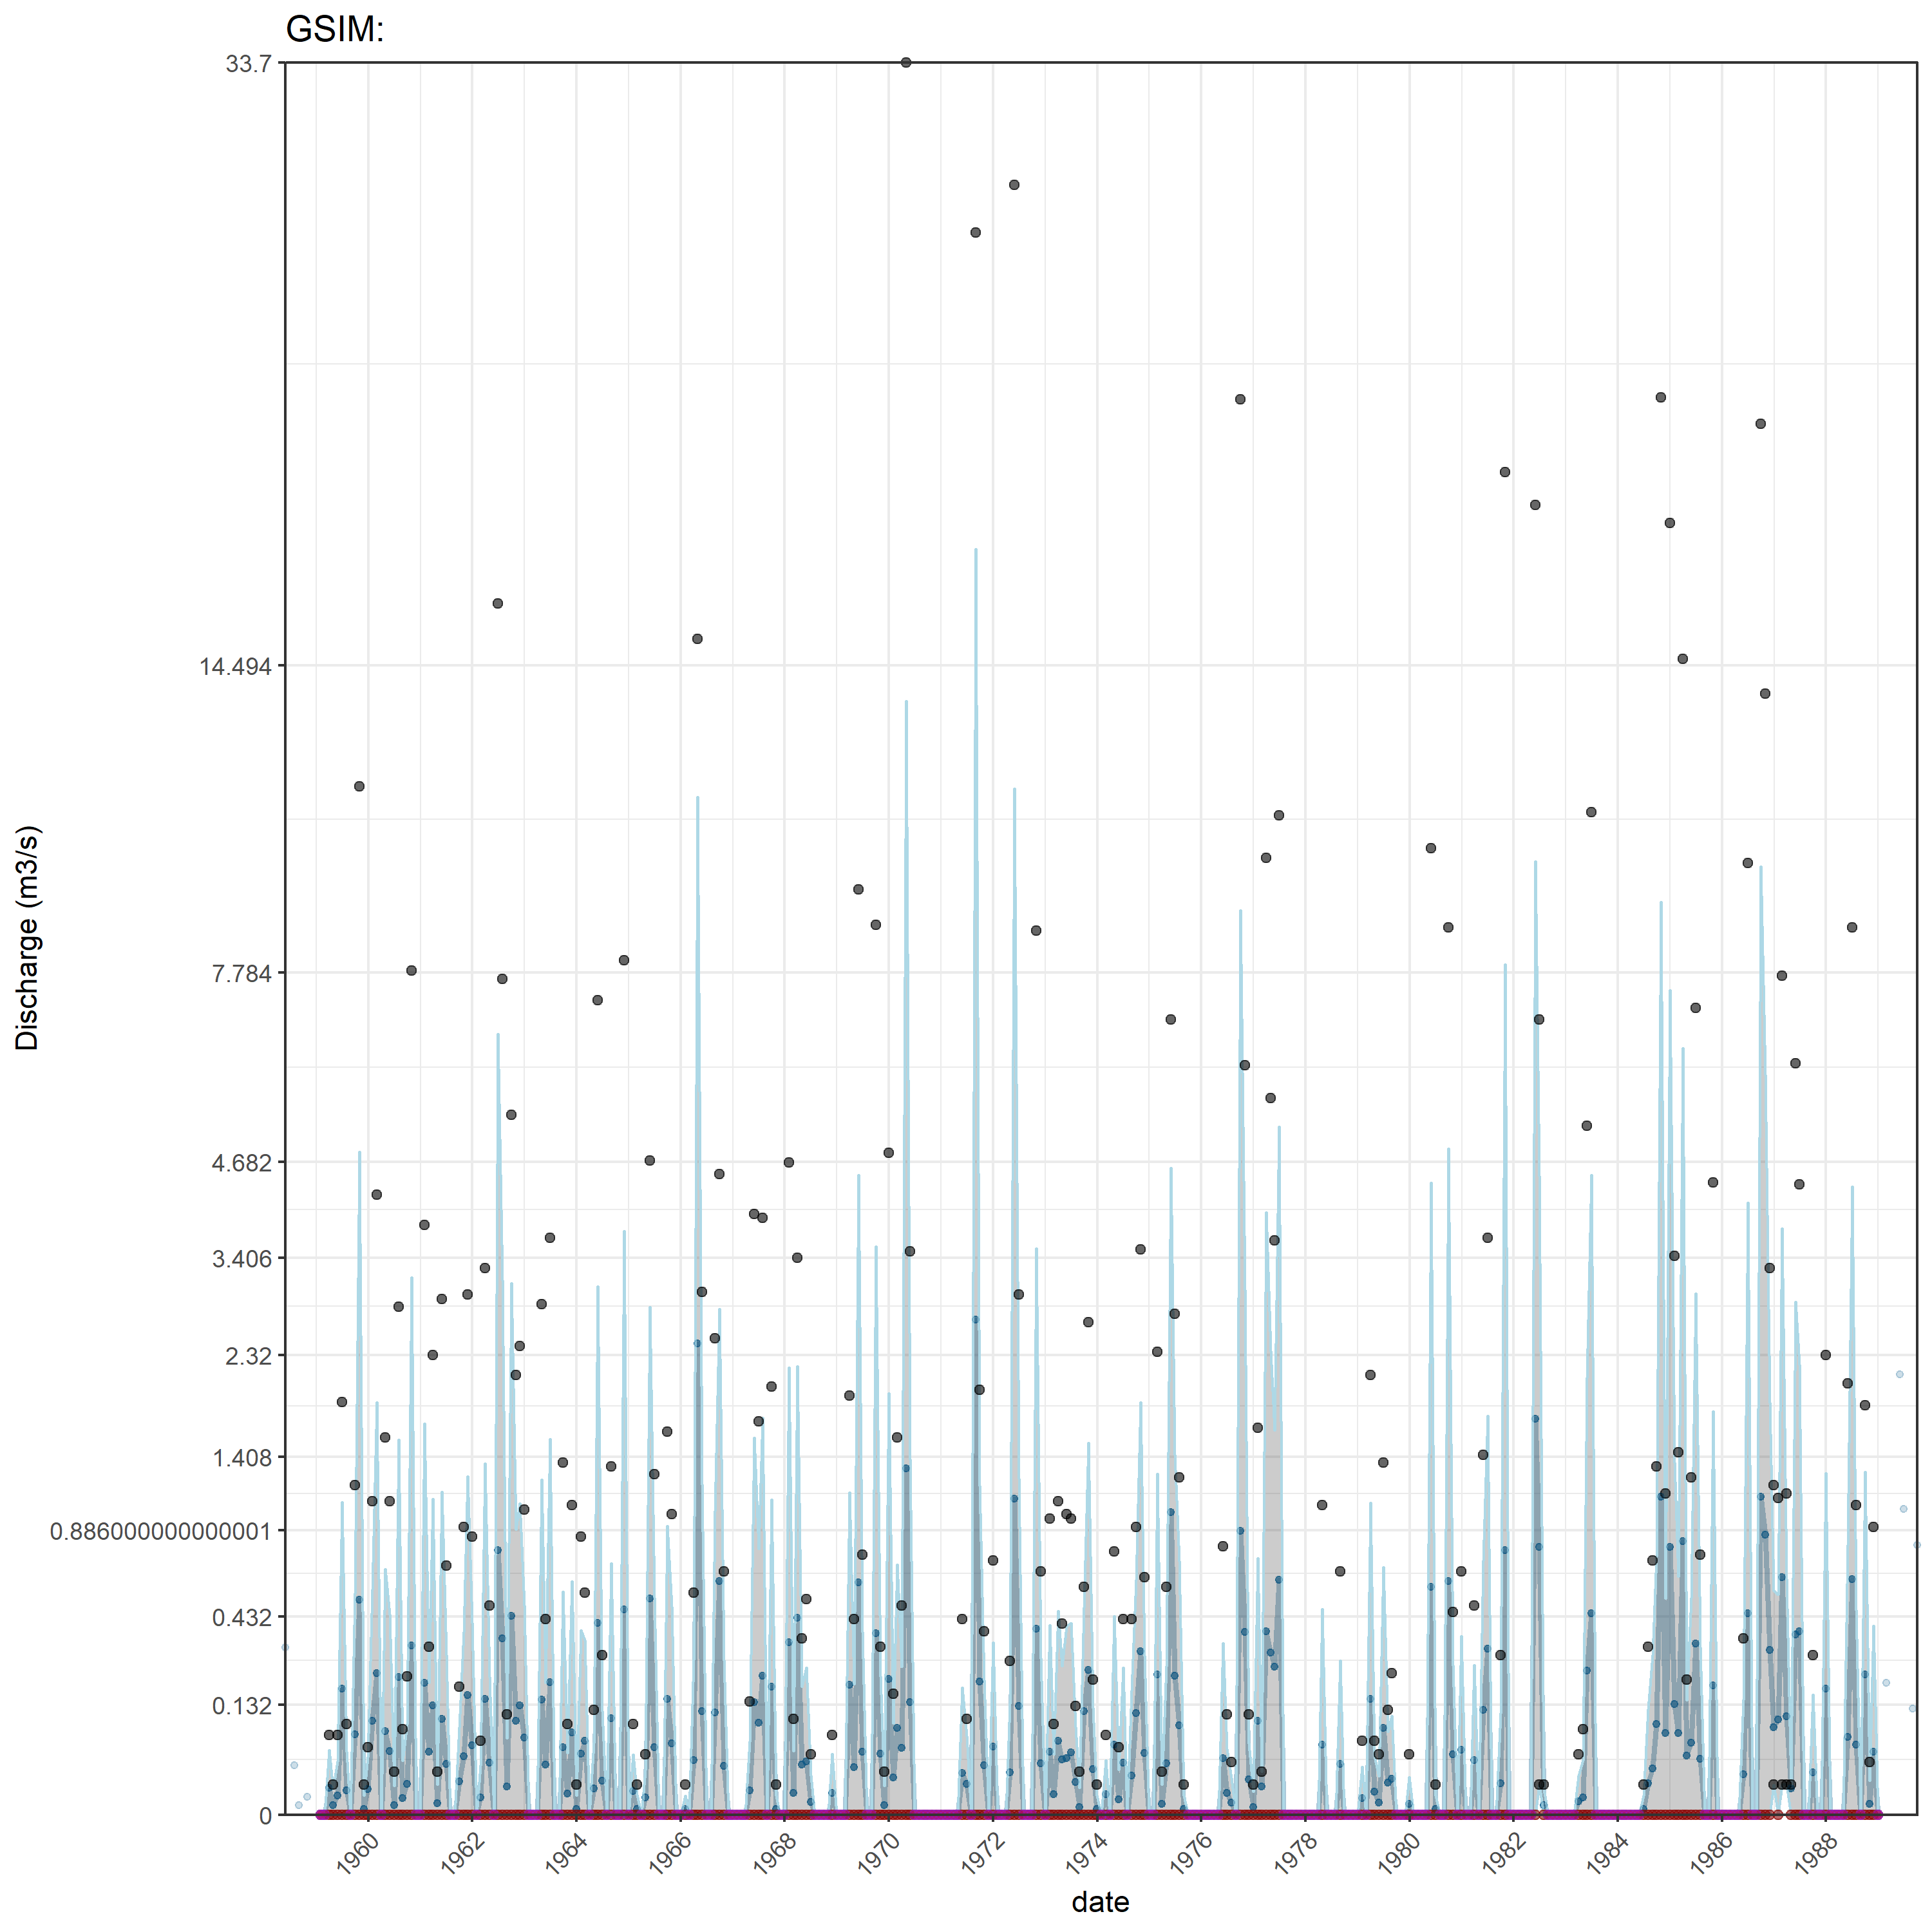 GSIM:
33.7
14.494
7.784
4.682
3.406
2.32
1.408
0.886000000000001
0.432
0.132
0
Discharge (m3/s)
1960 1962 1964 1966 1968 1970 1972 1974 1976 1978 1980 1982 1984 1986 1988
date